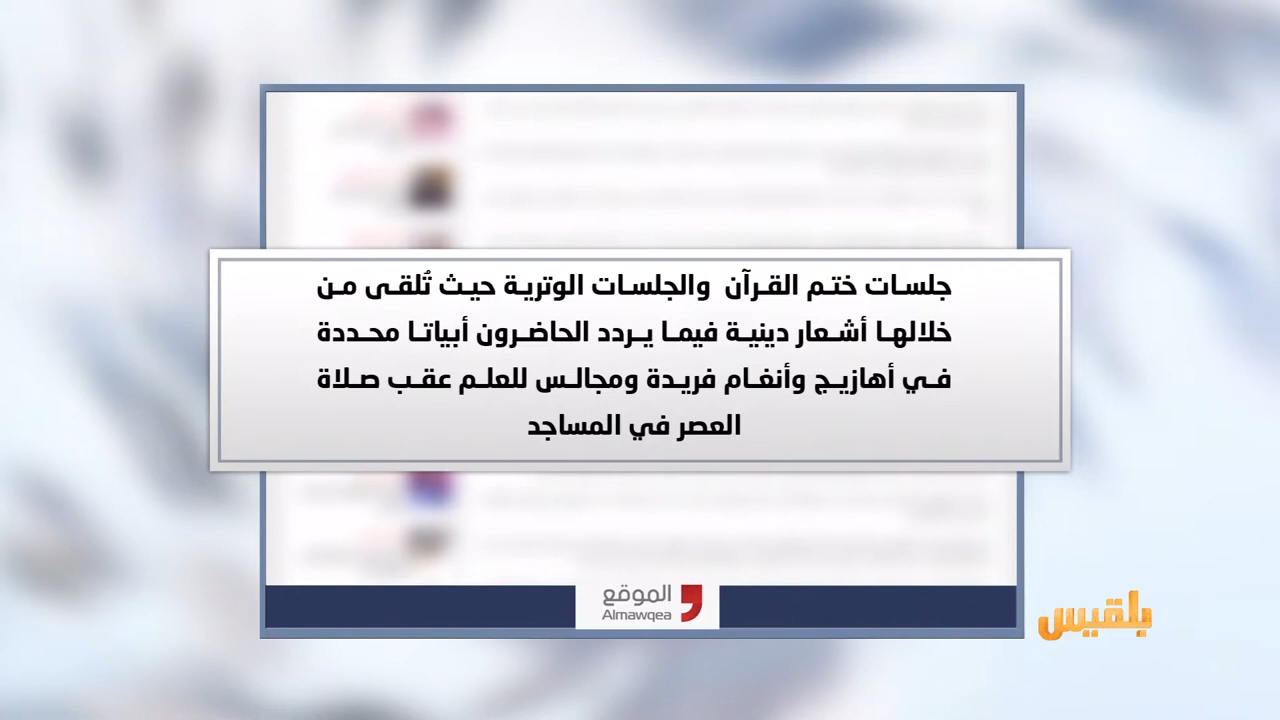 جلسات ختم القرآن والجلسات الوترية حيث تُلقى من
خلالها أشعار دينية فيما يردد الحاضرون أبياتا محددة
في أهازيج وأنغام فريدة ومجالس للعلم عقب صلاة
العصر في المساجد
الموقع
Almawqea
بلقيس